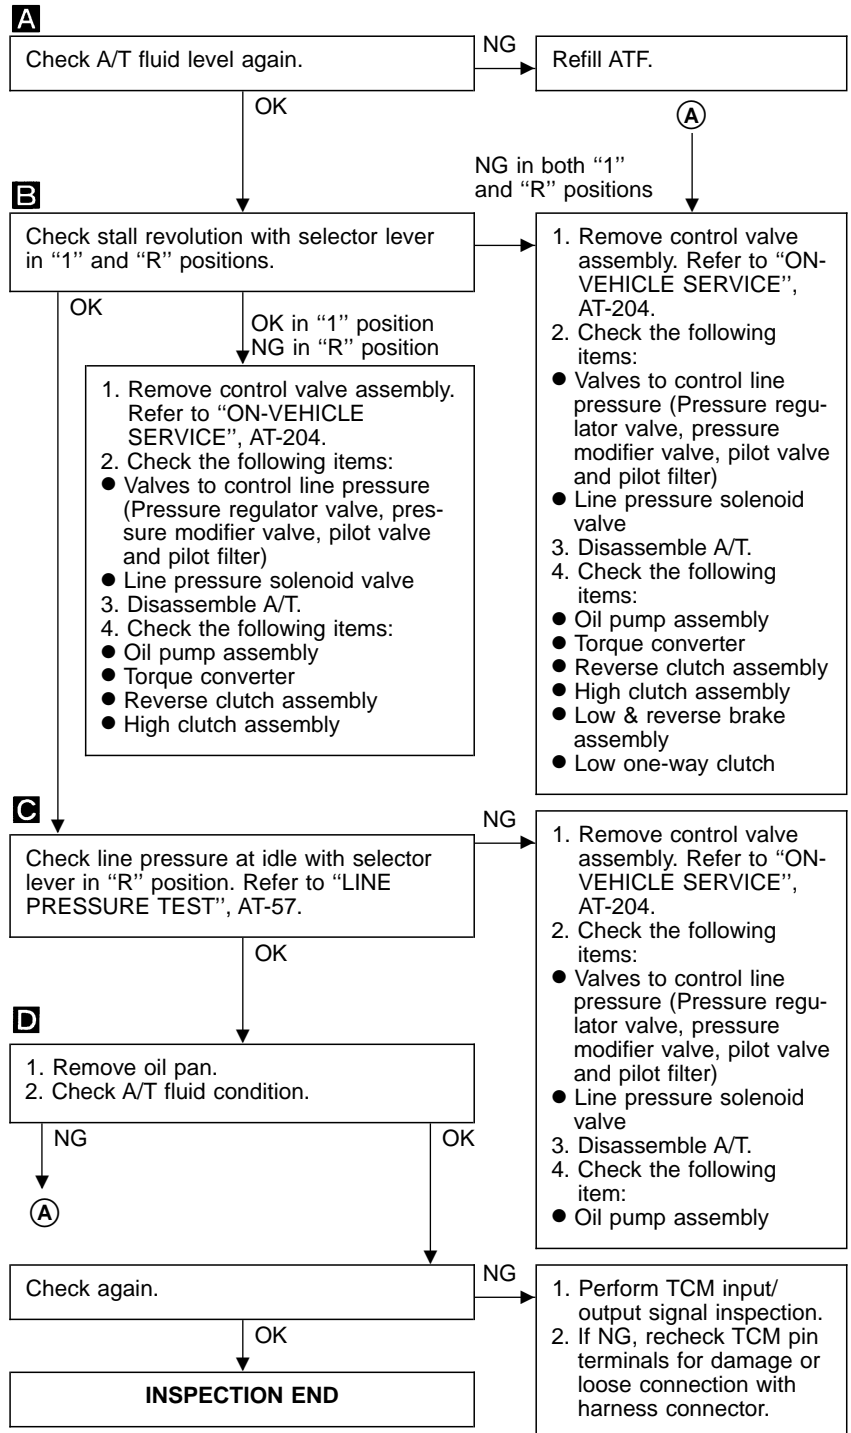 A
Check A/T fluid level again.
NG
Refill ATF.
OK
A
NG in both “1”
and “R” positions
B
Check stall revolution with selector lever
in “1” and “R” positions.
OK
OK in “1” position
NG in “R” position
1. Remove control valve assembly.
Refer to “ON-VEHICLE
SERVICE”, AT-204.
2. Check the following items:
● Valves to control line pressure
(Pressure regulator valve, pres-
sure modifier valve, pilot valve
and pilot filter)
● Line pressure solenoid valve
3. Disassemble A/T.
4. Check the following items:
● Oil pump assembly
● Torque converter
● Reverse clutch assembly
● High clutch assembly
1. Remove control valve
assembly. Refer to “ON-
VEHICLE SERVICE”,
AT-204.
2. Check the following
items:
● Valves to control line
pressure (Pressure regu-
lator valve, pressure
modifier valve, pilot valve
and pilot filter)
● Line pressure solenoid
valve
3. Disassemble A/T.
4. Check the following
items:
● Oil pump assembly
● Torque converter
● Reverse clutch assembly
● High clutch assembly
● Low & reverse brake
assembly
● Low one-way clutch
C
Check line pressure at idle with selector
lever in “R” position. Refer to “LINE
PRESSURE TEST”, AT-57.
NG
OK
1. Remove control valve
assembly. Refer to “ON-
VEHICLE SERVICE”,
AT-204.
2. Check the following
items:
● Valves to control line
pressure (Pressure regu-
lator valve, pressure
modifier valve, pilot valve
and pilot filter)
● Line pressure solenoid
valve
3. Disassemble A/T.
4. Check the following
item:
● Oil pump assembly
D
1. Remove oil pan.
2. Check A/T fluid condition.
NG
OK
A
Check again.
NG
OK
1. Perform TCM input/
output signal inspection.
2. If NG, recheck TCM pin
terminals for damage or
loose connection with
harness connector.
INSPECTION END